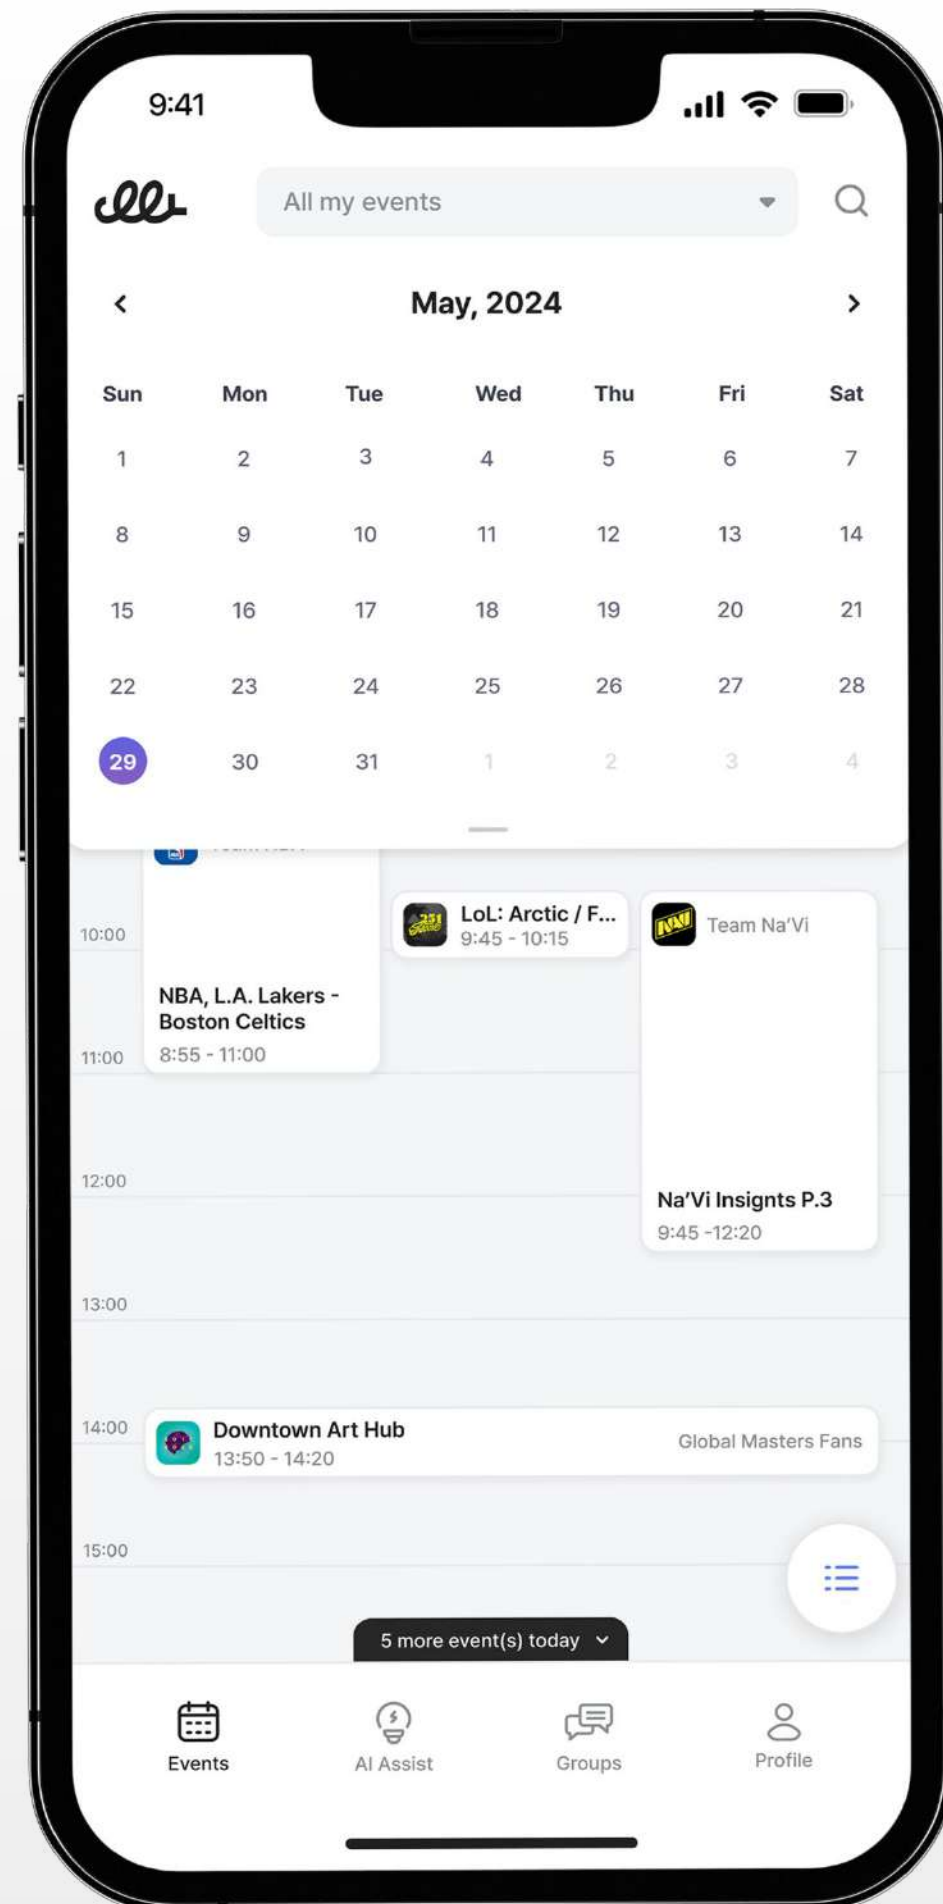 9:41
All my events
May, 2024
Sun Mon Tue Wed Thu Fri Sat
1 2 3 4 5 6 7
8 9 10 11 12 13 14
15 16 17 18 19 20 21
22 23 24 25 26 27 28
29 30 31 1 2 3 4
10:00
NBA, L.A. Lakers -
Boston Celtics
8:55 - 11:00
LoL: Arctic / F...
9:45 - 10:15
Team Na’Vi
11:00
12:00
Na’Vi Insignts P.3
9:45 -12:20
13:00
14:00
Downtown Art Hub
13:50 - 14:20
Global Masters Fans
15:00
5 more event(s) today
Events
AI Assist
Groups
Profile